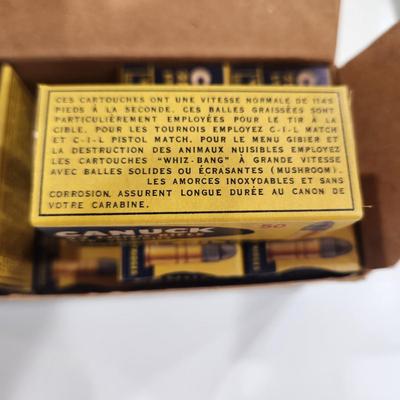 CES CARTOUCHES ONT UNE VITESSE NORMALE DE 1145
PIEDS À LA SECONDE. CES BALLES GRAISSÉES SONT
PARTICULIÈREMENT EMPLOYÉES POUR LE TIR À LA
CIBLE. POUR LES TOURNOIS EMPLOYEZ C-I-L MATCH
ET C-I-L PISTOL MATCH. POUR LE MENU GIBIER ET
LA DESTRUCTION DES ANIMAUX NUISIBLES EMPLOYEZ
LES CARTOUCHES "WHIZ-BANG" À GRANDE VITESSE
AVEC BALLES SOLIDES OU ÉCRASANTES (MUSHROOM).
LES AMORCES INOXYDABLES ET SANS
CORROSION, ASSURENT LONGUE DURÉE AU CANON DE
VOTRE CARABINE.
CANUCK
50